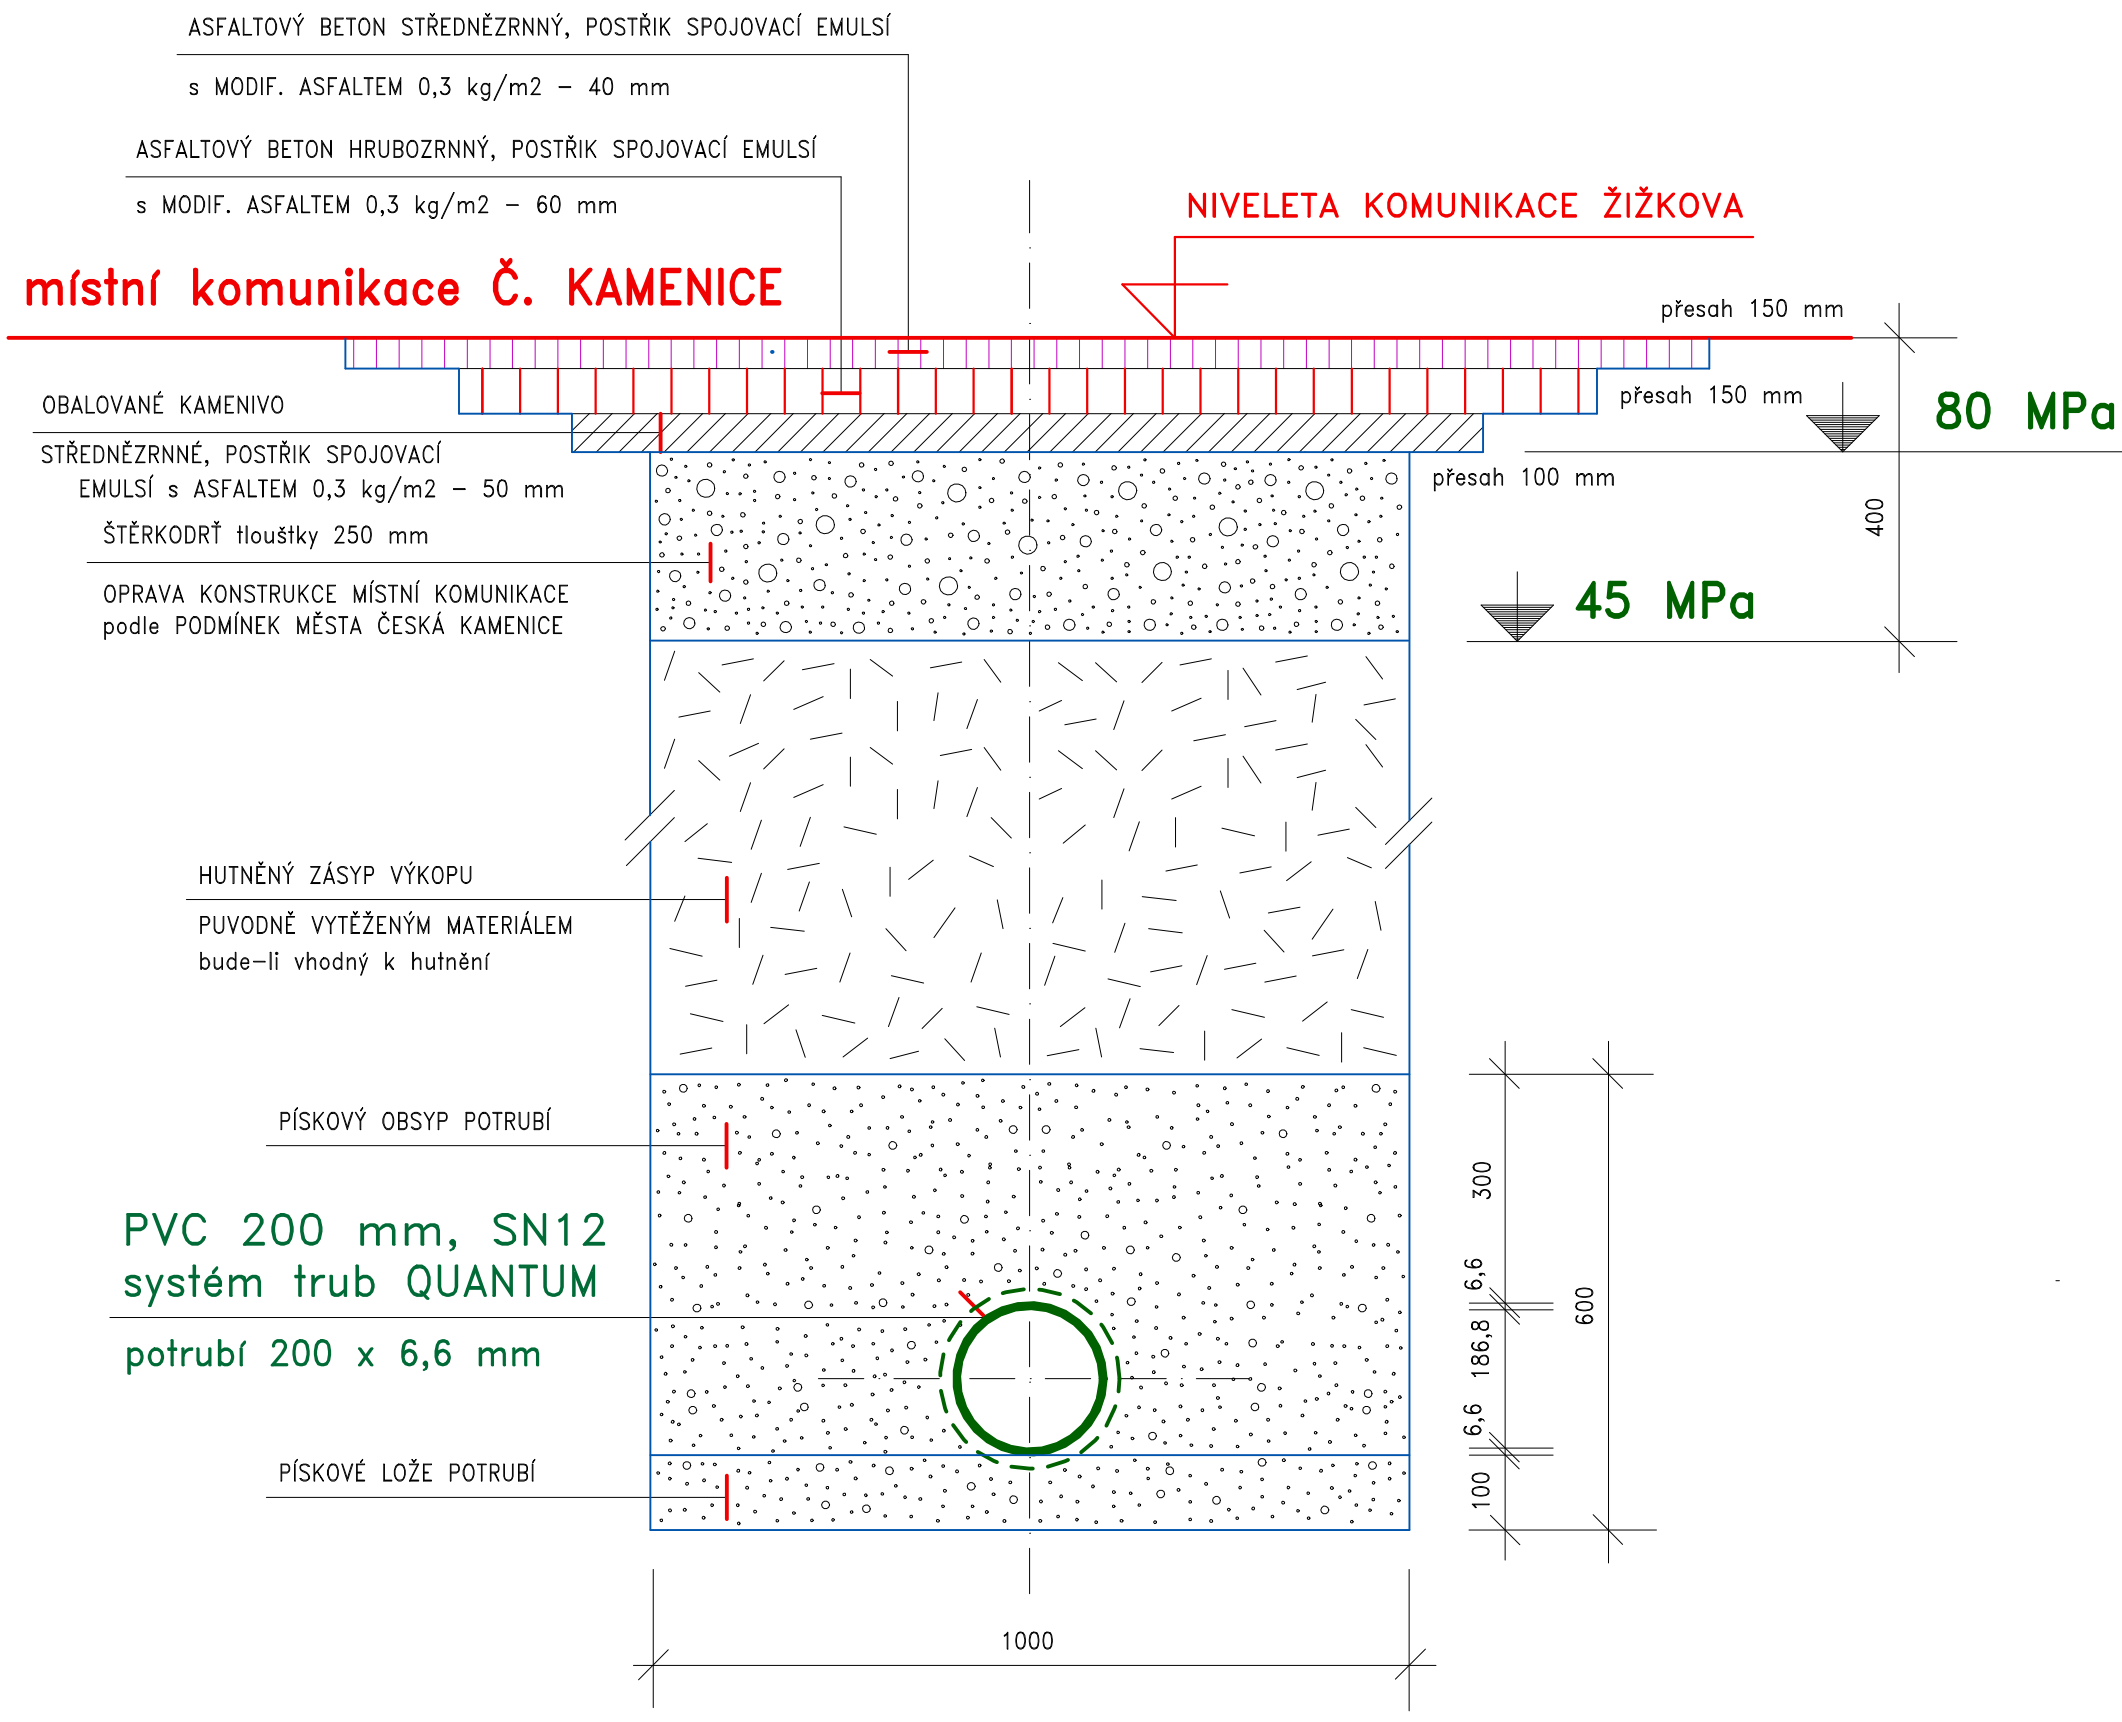 ASFALTOVÝ BETON STŘEDNĚZRNNÝ, POSTŘIK SPOJOVACÍ EMULSÍ
s MODIF. ASFALTEM 0,3 kg/m2 – 40 mm
ASFALTOVÝ BETON HRUBOZRNNÝ, POSTŘIK SPOJOVACÍ EMULSÍ
s MODIF. ASFALTEM 0,3 kg/m2 – 60 mm
NIVELETA KOMUNIKACE ŽIŽKOVA
místní komunikace Č. KAMENICE
přesah 150 mm
přesah 150 mm
80 MPa
OBALOVANÉ KAMENIVO
STŘEDNĚZRNNÉ, POSTŘIK SPOJOVACÍ
EMULSÍ s ASFALTEM 0,3 kg/m2 – 50 mm
přesah 100 mm
400
ŠTĚRKODRŤ tlouštky 250 mm
OPRAVA KONSTRUKCE MÍSTNÍ KOMUNIKACE
podle PODMÍNEK MĚSTA ČESKÁ KAMENICE
45 MPa
HUTNĚNÝ ZÁSYP VÝKOPU
PUVODNĚ VYTĚŽENÝM MATERIÁLEM
bude–li vhodný k hutnění
PÍSKOVÝ OBSYP POTRUBÍ
300
PVC 200 mm, SN12
systém trub QUANTUM
potrubí 200 x 6,6 mm
6,6
600
186,8
6,6
PÍSKOVÉ LOŽE POTRUBÍ
100
1000